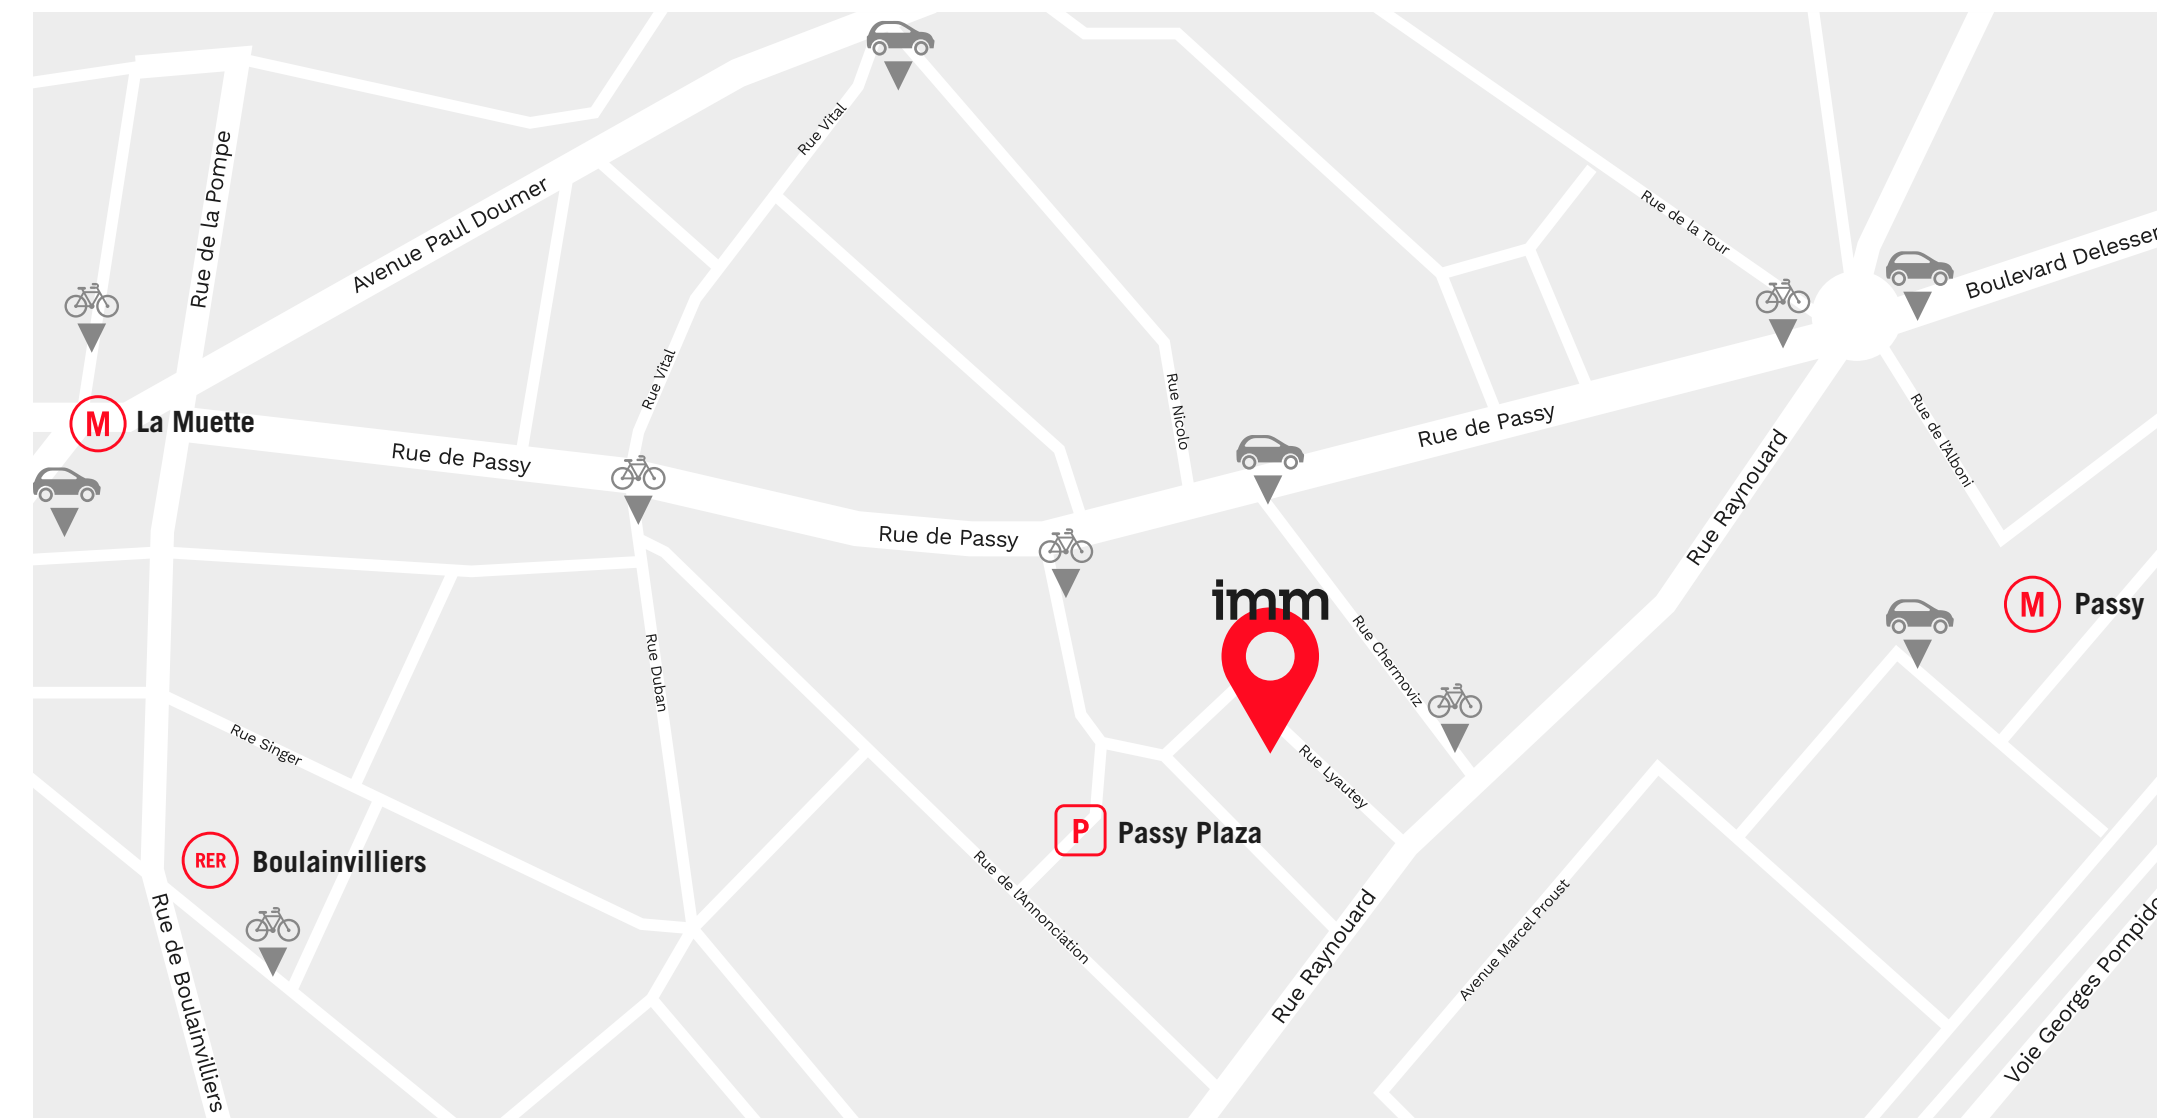 Rue Vital
Rue de la Pompe
Avenue Paul Doumer
Rue de la Tour
Boulevard Delesser
Rue Vital
Rue Nicolo
M La Muette
Rue de Passy
Rue de Passy
Rue de l'Alboni
Rue Raynouard
Rue de Passy
imm
M Passy
Rue Chermoviz
Rue Duban
Rue Singer
Rue Lyautey
P Passy Plaza
RER Boulainvilliers
Rue de l'Annonciation
Avenue Marcel Proust
Rue Raynouard
Rue de Boulainvilliers
Voie Georges Pompido